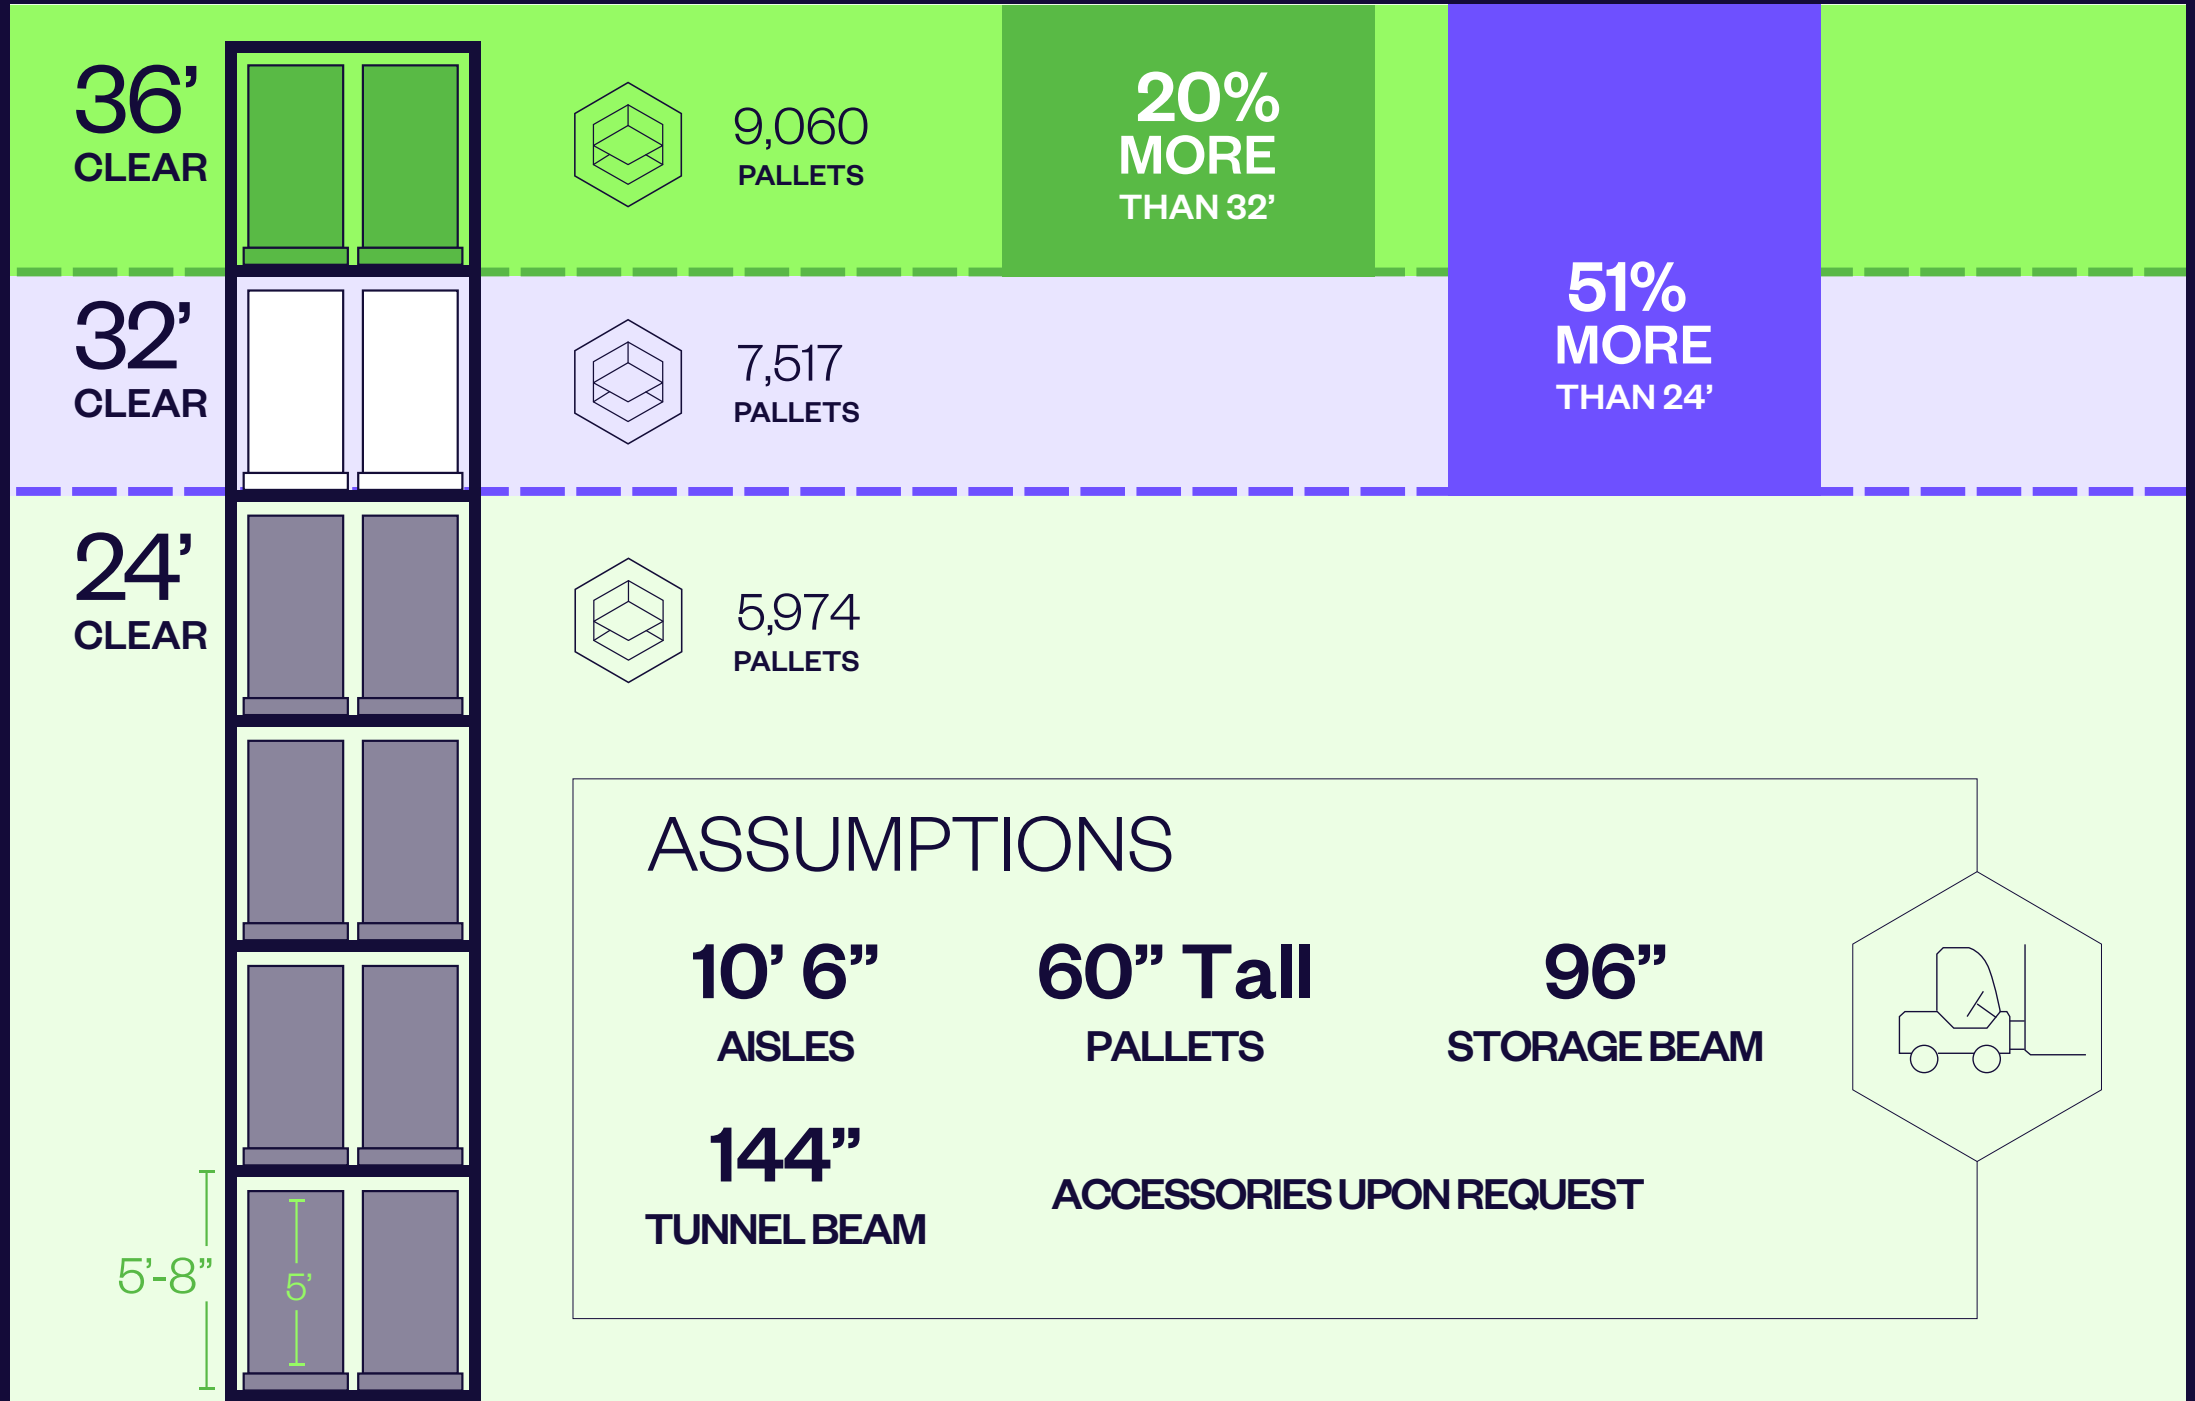 36’
CLEAR
9,060
PALLETS
20%
MORE
THAN 32’
51%
MORE
THAN 24’
32’
CLEAR
7,517
PALLETS
24’
CLEAR
5,974
PALLETS
ASSUMPTIONS
10’ 6”
AISLES
60” Tall
PALLETS
96”
STORAGE BEAM
144”
TUNNEL BEAM
ACCESSORIES UPON REQUEST
5’-8”
5’